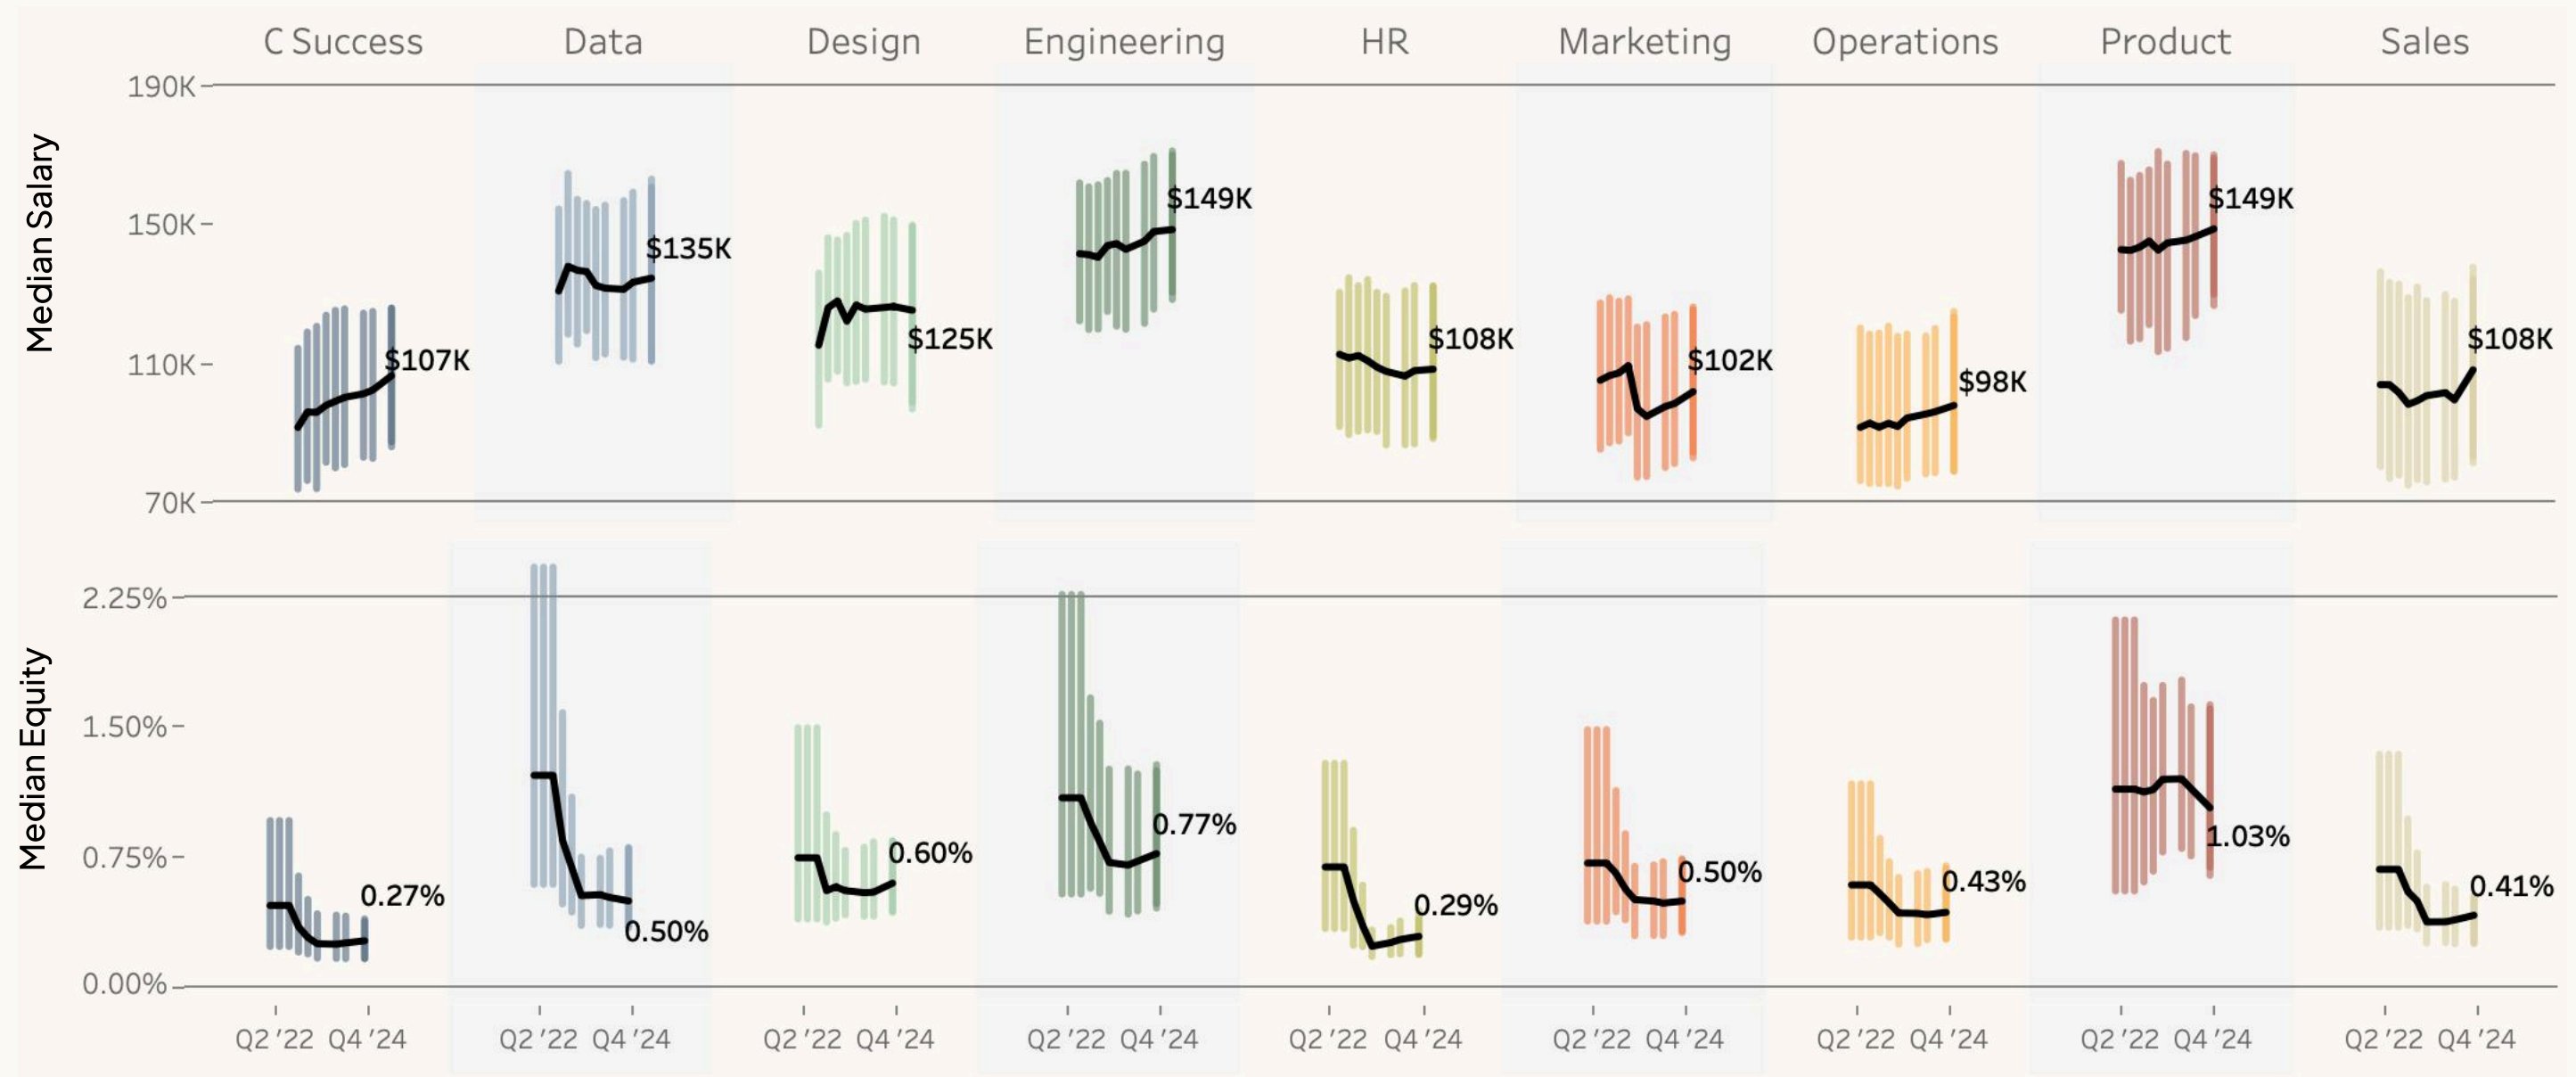 C Success Data Design Engineering HR Marketing Operations Product Sales
Median Salary
190K
150K
110K
70K
$107K
$135K
$125K
$149K
$108K
$102K
$98K
$149K
$108K
Median Equity
2.25%
1.50%
0.75%
0.00%
0.27%
0.50%
0.60%
0.77%
0.29%
0.50%
0.43%
1.03%
0.41%
Q2 '22 Q4 '24 Q2 '22 Q4 '24 Q2 '22 Q4 '24 Q2 '22 Q4 '24 Q2 '22 Q4 '24 Q2 '22 Q4 '24 Q2 '22 Q4 '24 Q2 '22 Q4 '24 Q2 '22 Q4 '24